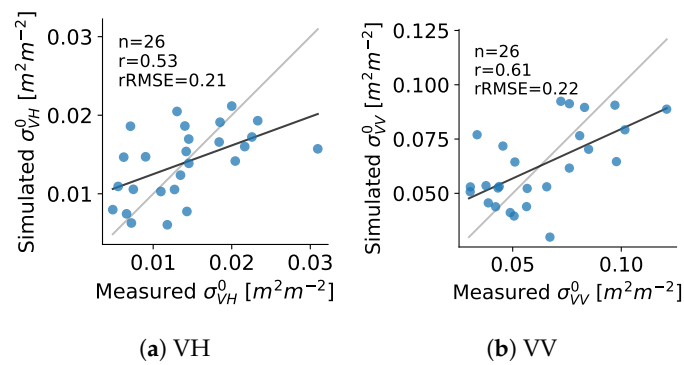 n=26
r=0.53
rRMSE=0.21
0.03
0.02
0.01
Simulated σ⁰_VH [m²m⁻²]
0.01 0.02 0.03
Measured σ⁰_VH [m²m⁻²]
(a) VH
n=26
r=0.61
rRMSE=0.22
0.125
0.100
0.075
0.050
Simulated σ⁰_VV [m²m⁻²]
0.05 0.10
Measured σ⁰_VV [m²m⁻²]
(b) VV